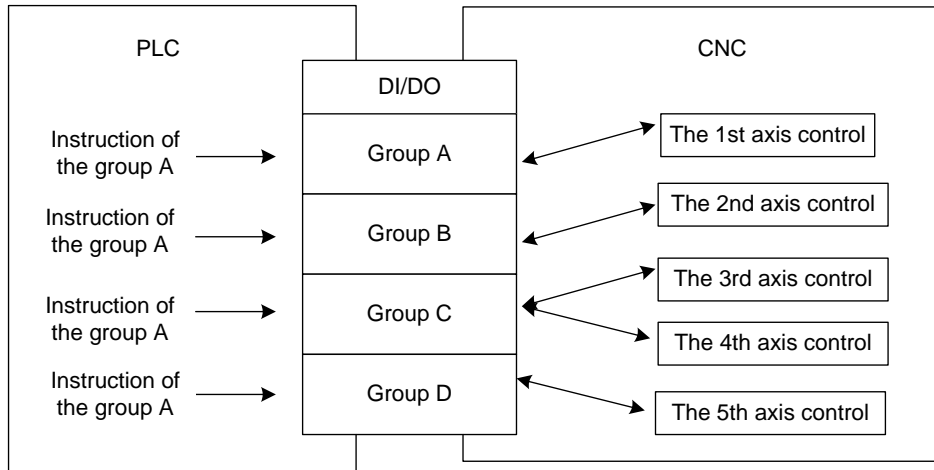 PLC
CNC
DI/DO
Instruction of
the group A
Group A
The 1st axis control
Instruction of
the group A
Group B
The 2nd axis control
Instruction of
the group A
Group C
The 3rd axis control
The 4th axis control
Instruction of
the group A
Group D
The 5th axis control